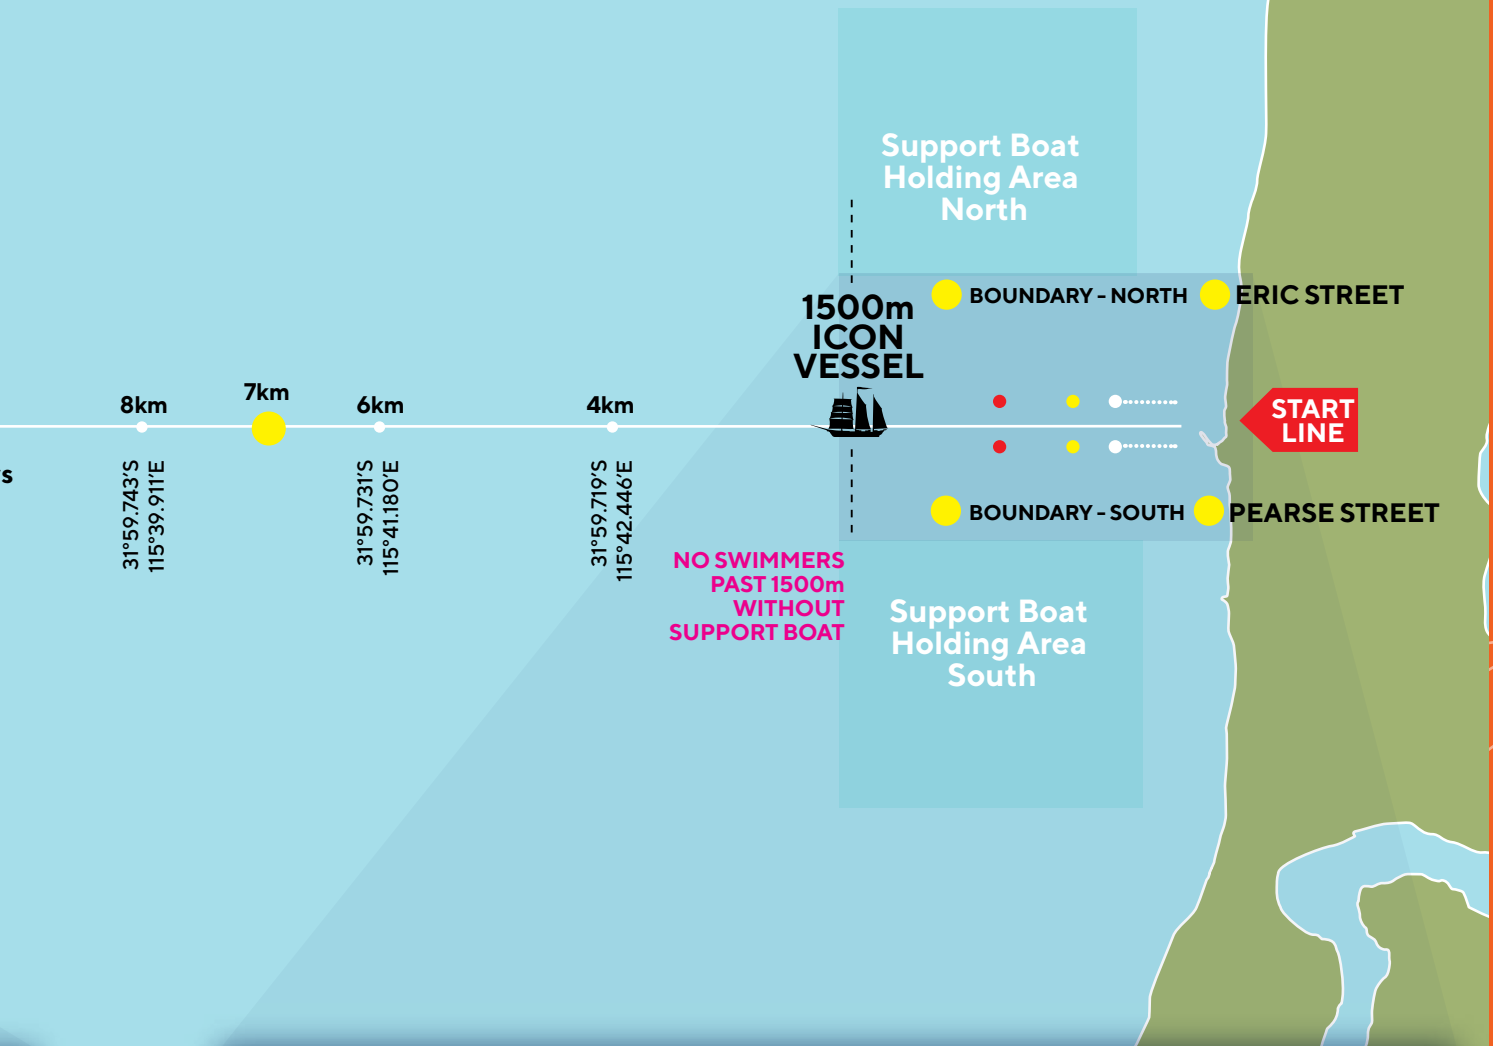 Support Boat
Holding Area
North
BOUNDARY – NORTH
ERIC STREET
1500m
ICON
VESSEL
8km
7km
6km
4km
START
LINE
31°59.743’S
115°39.911’E
31°59.731’S
115°41.180’E
31°59.719’S
115°42.446’E
BOUNDARY – SOUTH
PEARSE STREET
NO SWIMMERS
PAST 1500m
WITHOUT
SUPPORT BOAT
Support Boat
Holding Area
South